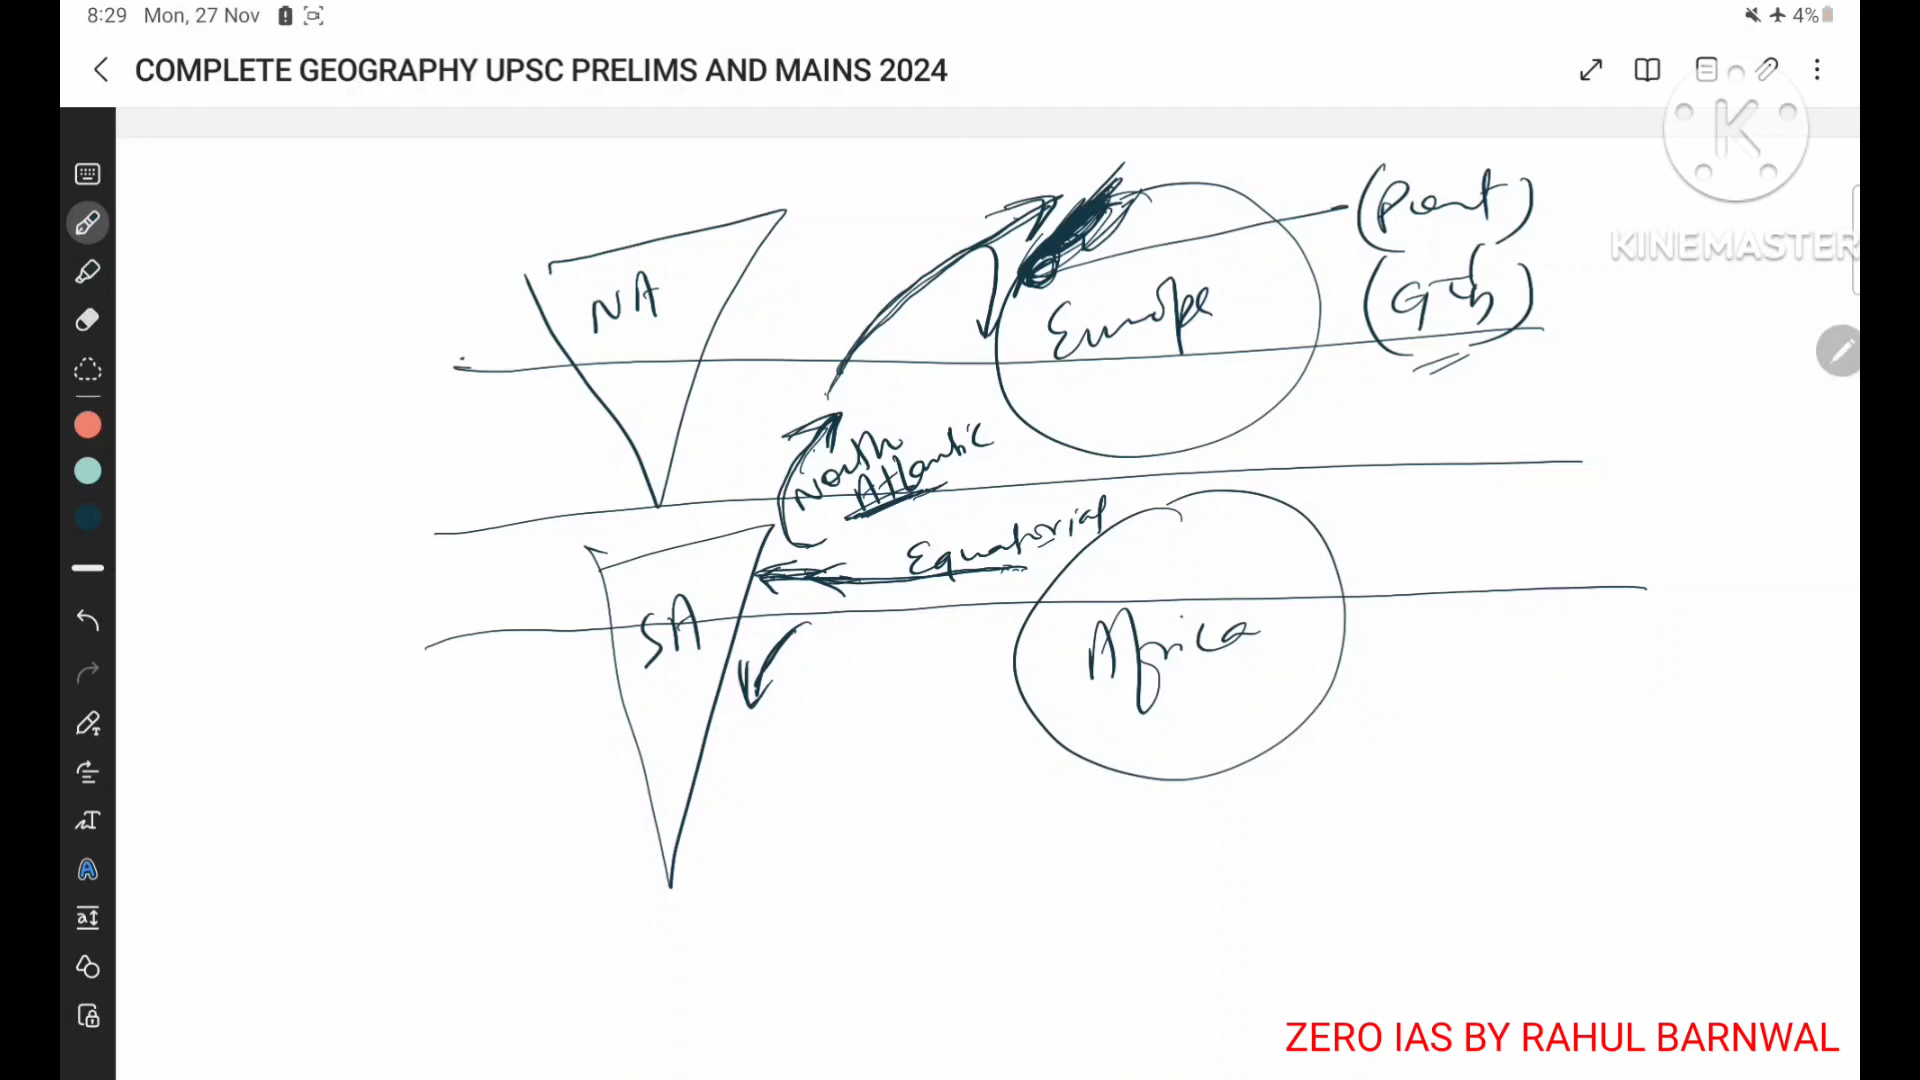 8:29 Mon, 27 Nov
4%
COMPLETE GEOGRAPHY UPSC PRELIMS AND MAINS 2024
K
KINEMASTER
NA
Europe
(Port)
North
Atlantic
Equatorial
SA
Africa
ZERO IAS BY RAHUL BARNWAL